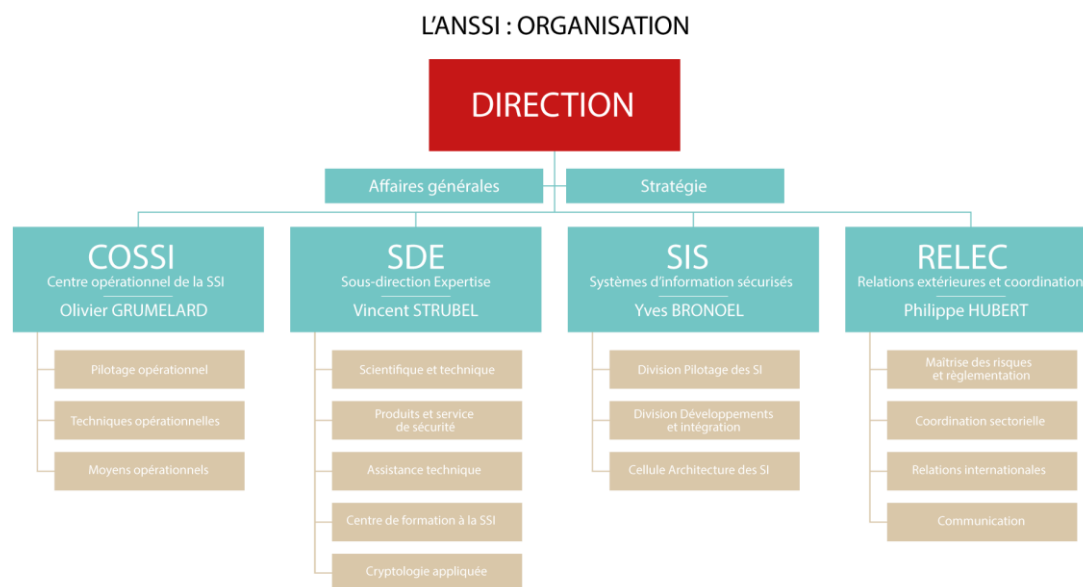 L'ANSSI : ORGANISATION
DIRECTION
Affaires générales
Stratégie
COSSI
Centre opérationnel de la SSI
Olivier GRUMELARD
SDE
Sous-direction Expertise
Vincent STRUBEL
SIS
Systèmes d'information sécurisés
Yves BRONOEL
RELEC
Relations extérieures et coordination
Philippe HUBERT
Pilotage opérationnel
Techniques opérationnelles
Moyens opérationnels
Scientifique et technique
Produits et service
de sécurité
Assistance technique
Centre de formation à la SSI
Cryptologie appliquée
Division Pilotage des SI
Division Développements
et intégration
Cellule Architecture des SI
Maîtrise des risques
et règlementation
Coordination sectorielle
Relations internationales
Communication